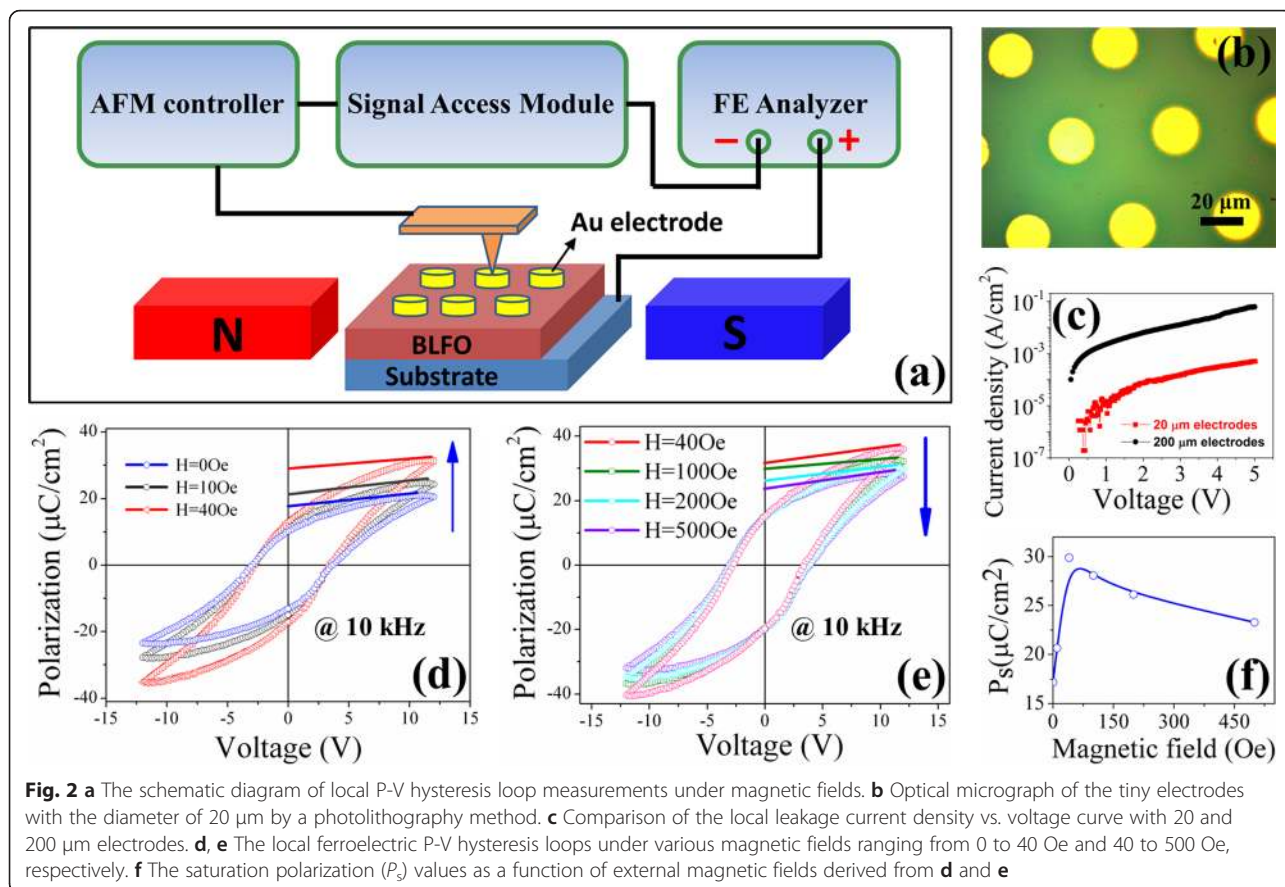 AFM controller
Signal Access Module
FE Analyzer
− +
Au electrode
N
BLFO
Substrate
S
(a)
(b)
20 μm
(c)
Current density (A/cm²)
10⁻¹
10⁻³
10⁻⁵
10⁻⁷
20 μm electrodes
200 μm electrodes
0 1 2 3 4 5
Voltage (V)
Polarization (μC/cm²)
40
20
0
-20
-40
H=0Oe
H=10Oe
H=40Oe
@ 10 kHz
(d)
-15 -10 -5 0 5 10 15
Voltage (V)
Polarization (μC/cm²)
40
20
0
-20
-40
H=40Oe
H=100Oe
H=200Oe
H=500Oe
@ 10 kHz
(e)
-15 -10 -5 0 5 10 15
Voltage (V)
Ps(μC/cm²)
30
25
20
15
(f)
0 150 300 450
Magnetic field (Oe)
Fig. 2 a The schematic diagram of local P-V hysteresis loop measurements under magnetic fields. b Optical micrograph of the tiny electrodes
with the diameter of 20 μm by a photolithography method. c Comparison of the local leakage current density vs. voltage curve with 20 and
200 μm electrodes. d, e The local ferroelectric P-V hysteresis loops under various magnetic fields ranging from 0 to 40 Oe and 40 to 500 Oe,
respectively. f The saturation polarization (Ps) values as a function of external magnetic fields derived from d and e